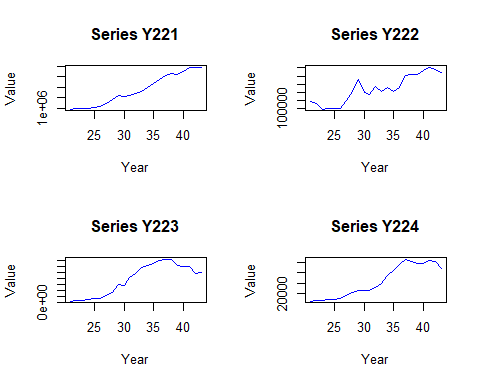 Series Y221
Value
1e+06
25 30 35 40
Year
Series Y222
Value
100000
25 30 35 40
Year
Series Y223
Value
0e+00
25 30 35 40
Year
Series Y224
Value
20000
25 30 35 40
Year